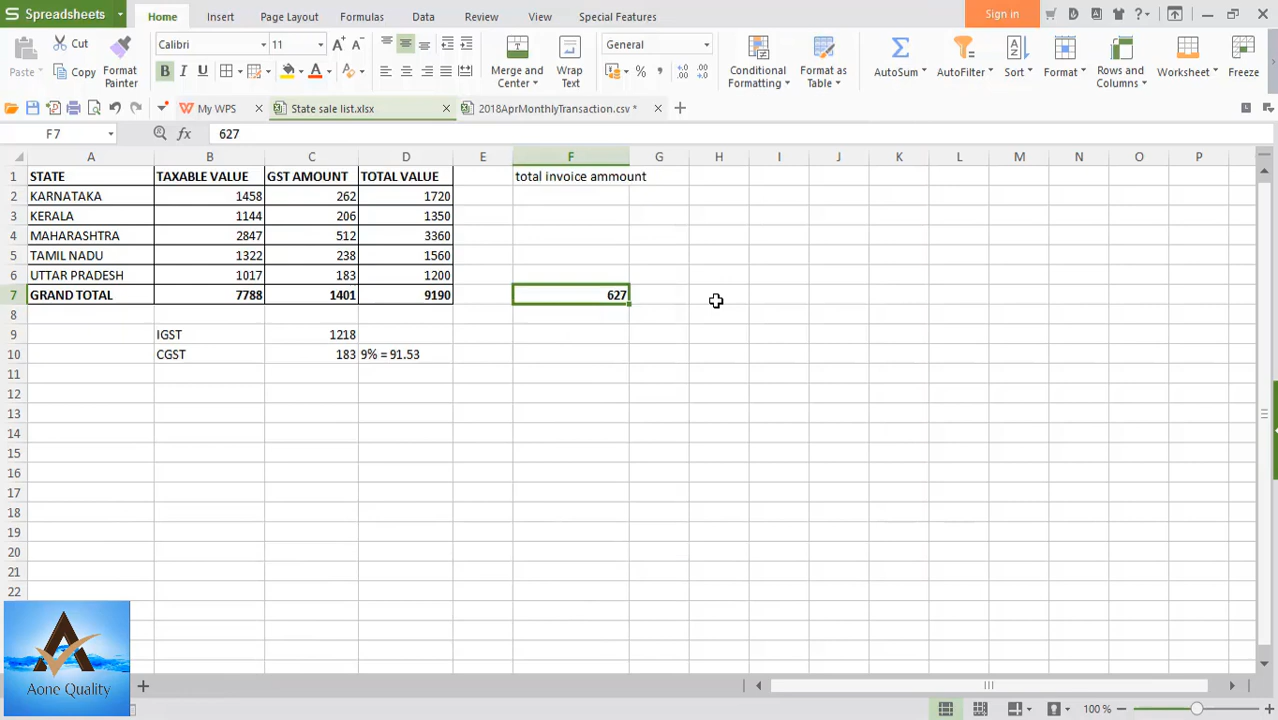 Spreadsheets Home Insert Page Layout Formulas Data Review View Special Features Sign in
Cut Calibri 11 General
Paste Copy Format Painter B I U Merge and Center Wrap Text % Conditional Formatting Format as Table AutoSum AutoFilter Sort Format Rows and Columns Worksheet Freeze
My WPS State sale list.xlsx 2018AprMonthlyTransaction.csv *
F7 fx 627
A B C D E F G H I J K L M N O P
1 STATE TAXABLE VALUE GST AMOUNT TOTAL VALUE total invoice ammount
2 KARNATAKA 1458 262 1720
3 KERALA 1144 206 1350
4 MAHARASHTRA 2847 512 3360
5 TAMIL NADU 1322 238 1560
6 UTTAR PRADESH 1017 183 1200
7 GRAND TOTAL 7788 1401 9190 627
8
9 IGST 1218
10 CGST 183 9% = 91.53
11
12
13
14
15
16
17
18
19
20
21
22
Aone Quality
100 %